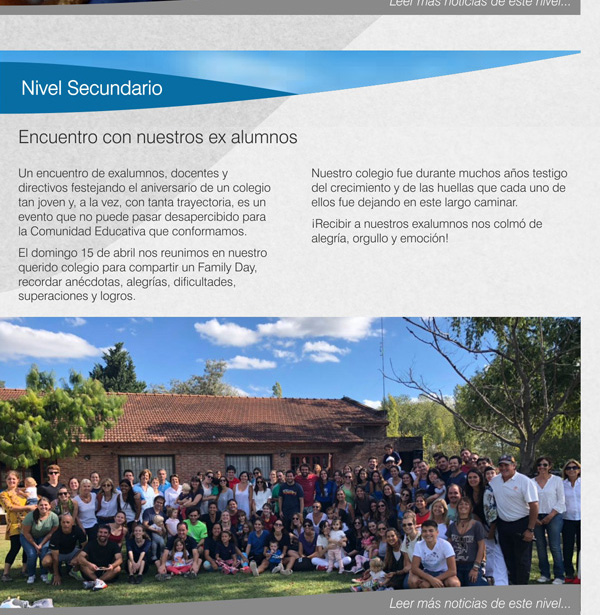 Leer más noticias de este nivel...
Nivel Secundario
Encuentro con nuestros ex alumnos
Un encuentro de exalumnos, docentes y
directivos festejando el aniversario de un colegio
tan joven y, a la vez, con tanta trayectoria, es un
evento que no puede pasar desapercibido para
la Comunidad Educativa que conformamos.
El domingo 15 de abril nos reunimos en nuestro
querido colegio para compartir un Family Day,
recordar anécdotas, alegrías, dificultades,
superaciones y logros.
Nuestro colegio fue durante muchos años testigo
del crecimiento y de las huellas que cada uno de
ellos fue dejando en este largo caminar.
¡Recibir a nuestros exalumnos nos colmó de
alegría, orgullo y emoción!
Leer más noticias de este nivel...